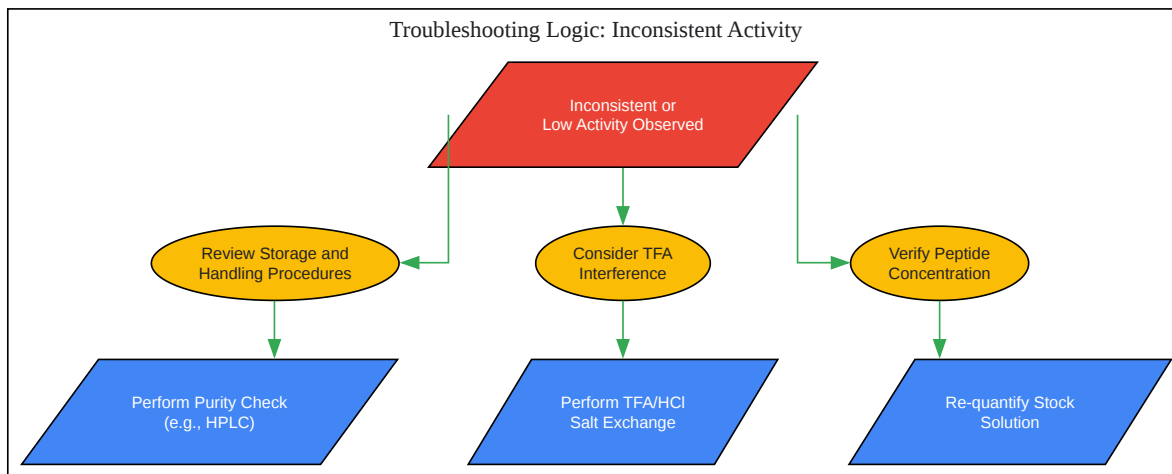 Troubleshooting Logic: Inconsistent Activity
Inconsistent or
Low Activity Observed
Review Storage and
Handling Procedures
Consider TFA
Interference
Verify Peptide
Concentration
Perform Purity Check
(e.g., HPLC)
Perform TFA/HCl
Salt Exchange
Re-quantify Stock
Solution